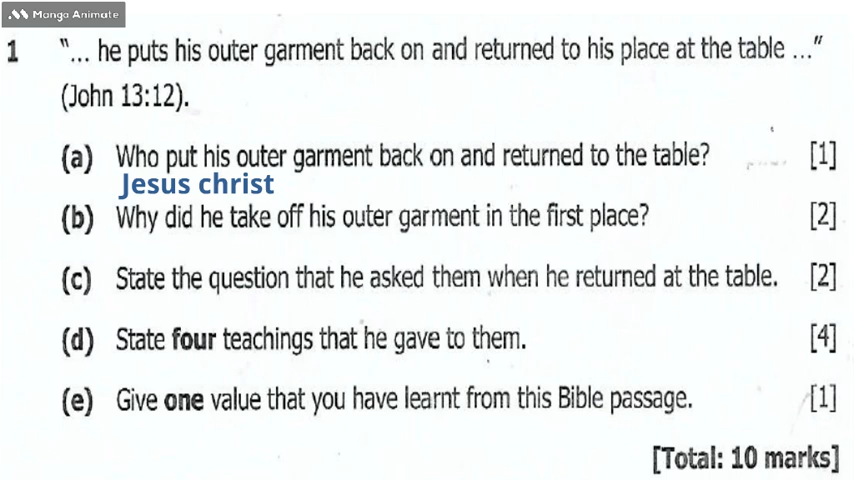 Manga Animate
1 "... he puts his outer garment back on and returned to his place at the table ..."
(John 13:12).
(a) Who put his outer garment back on and returned to the table? [1]
Jesus christ
(b) Why did he take off his outer garment in the first place? [2]
(c) State the question that he asked them when he returned at the table. [2]
(d) State four teachings that he gave to them. [4]
(e) Give one value that you have learnt from this Bible passage. [1]
[Total: 10 marks]